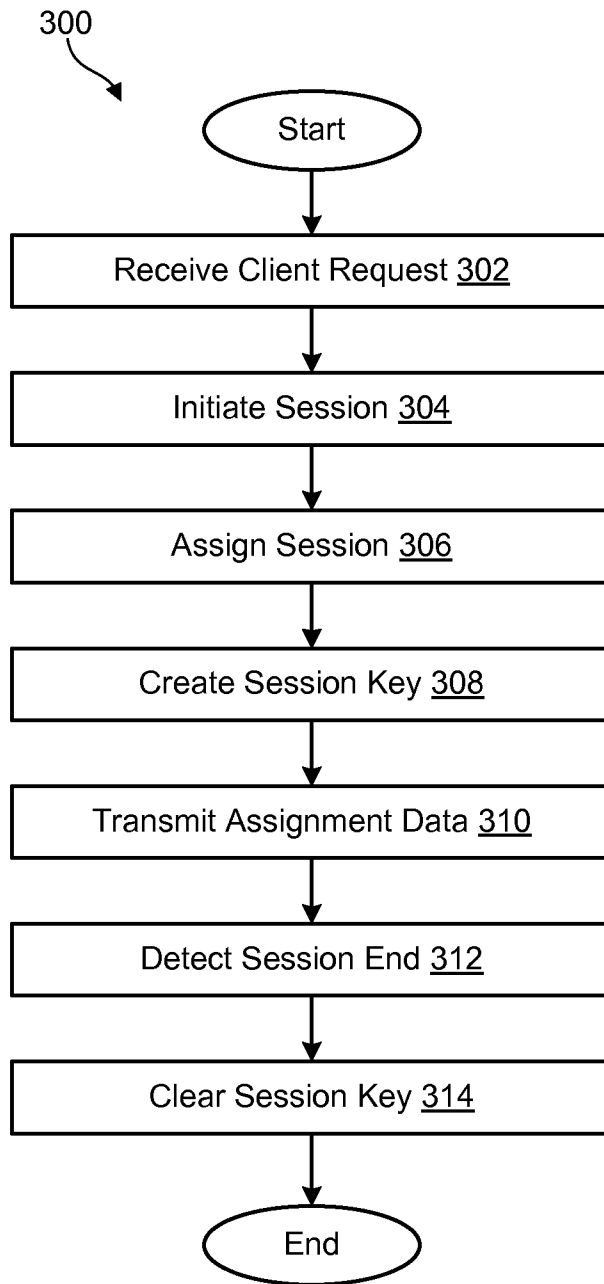 300
Start
Receive Client Request 302
Initiate Session 304
Assign Session 306
Create Session Key 308
Transmit Assignment Data 310
Detect Session End 312
Clear Session Key 314
End